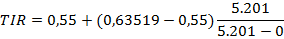 TIR = 0,55 + (0,63519 − 0,55) 5.201 / 5.201 − 0